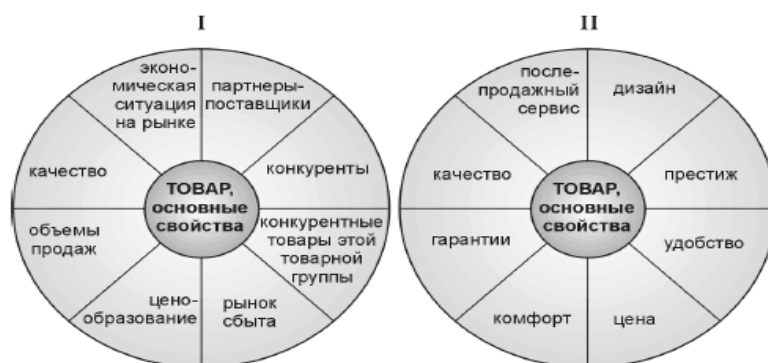 I
эконо-
мическая
ситуация
на рынке
партнеры-
поставщики
конкуренты
конкурентные
товары этой
товарной
группы
рынок
сбыта
цено-
образование
объемы
продаж
качество
ТОВАР,
основные
свойства
II
после-
продажный
сервис
дизайн
престиж
удобство
цена
комфорт
гарантии
качество
ТОВАР,
основные
свойства